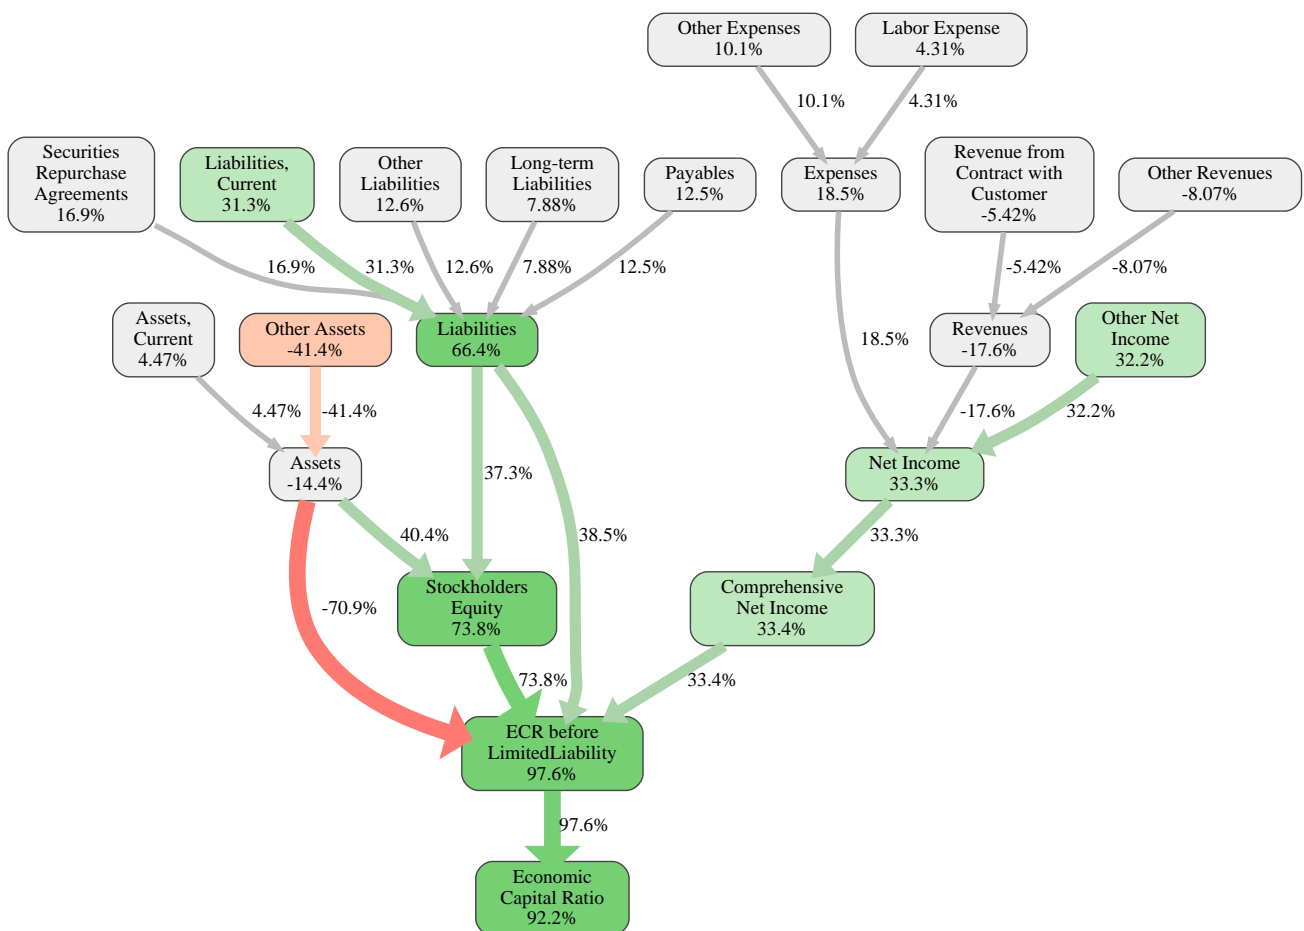 Other Expenses
10.1%
Labor Expense
4.31%
10.1%
4.31%
Securities
Repurchase
Agreements
16.9%
Liabilities,
Current
31.3%
Other
Liabilities
12.6%
Long-term
Liabilities
7.88%
Payables
12.5%
Expenses
18.5%
Revenue from
Contract with
Customer
-5.42%
Other Revenues
-8.07%
16.9%
31.3%
12.6%
7.88%
12.5%
-5.42%
-8.07%
Assets,
Current
4.47%
Other Assets
-41.4%
Liabilities
66.4%
18.5%
Revenues
-17.6%
Other Net
Income
32.2%
4.47%
-41.4%
-17.6%
32.2%
Assets
-14.4%
37.3%
Net Income
33.3%
40.4%
38.5%
33.3%
-70.9%
Stockholders
Equity
73.8%
Comprehensive
Net Income
33.4%
73.8%
33.4%
ECR before
LimitedLiability
97.6%
97.6%
Economic
Capital Ratio
92.2%